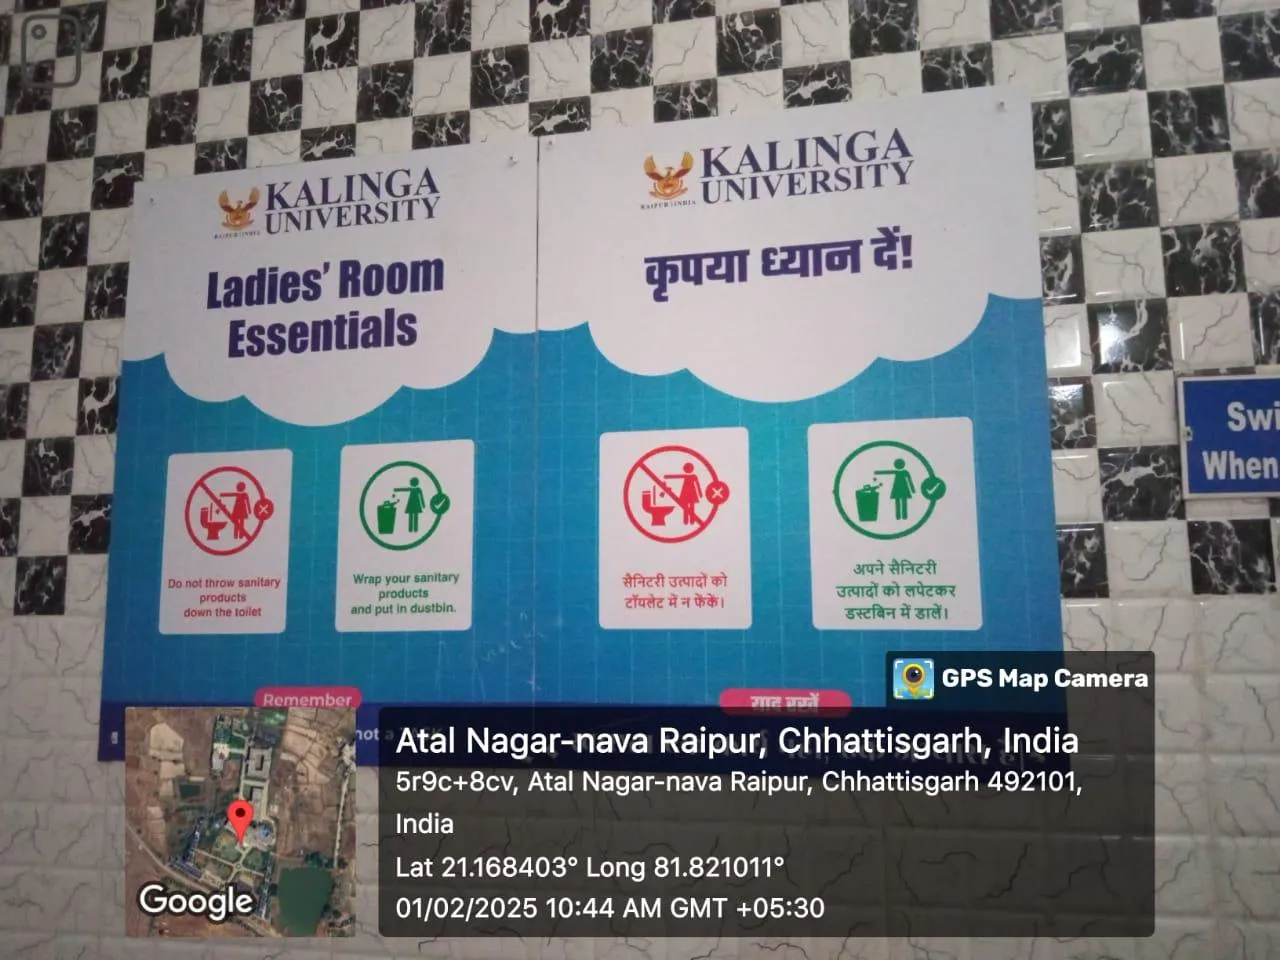 KALINGA
UNIVERSITY
RAIPUR | INDIA
Ladies' Room
Essentials
Do not throw sanitary
products
down the toilet
Wrap your sanitary
products
and put in dustbin.
Remember
not a
KALINGA
UNIVERSITY
RAIPUR | INDIA
कृपया ध्यान दें!
सैनिटरी उत्पादों को
टॉयलेट में न फेंकें।
अपने सैनिटरी
उत्पादों को लपेटकर
डस्टबिन में डालें।
याद रखें
Swi
When
GPS Map Camera
Google
Atal Nagar-nava Raipur, Chhattisgarh, India
5r9c+8cv, Atal Nagar-nava Raipur, Chhattisgarh 492101,
India
Lat 21.168403° Long 81.821011°
01/02/2025 10:44 AM GMT +05:30